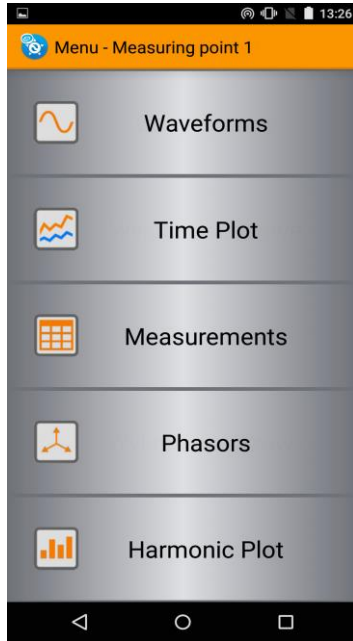 13:26
Menu - Measuring point 1
Waveforms
Time Plot
Measurements
Phasors
Harmonic Plot